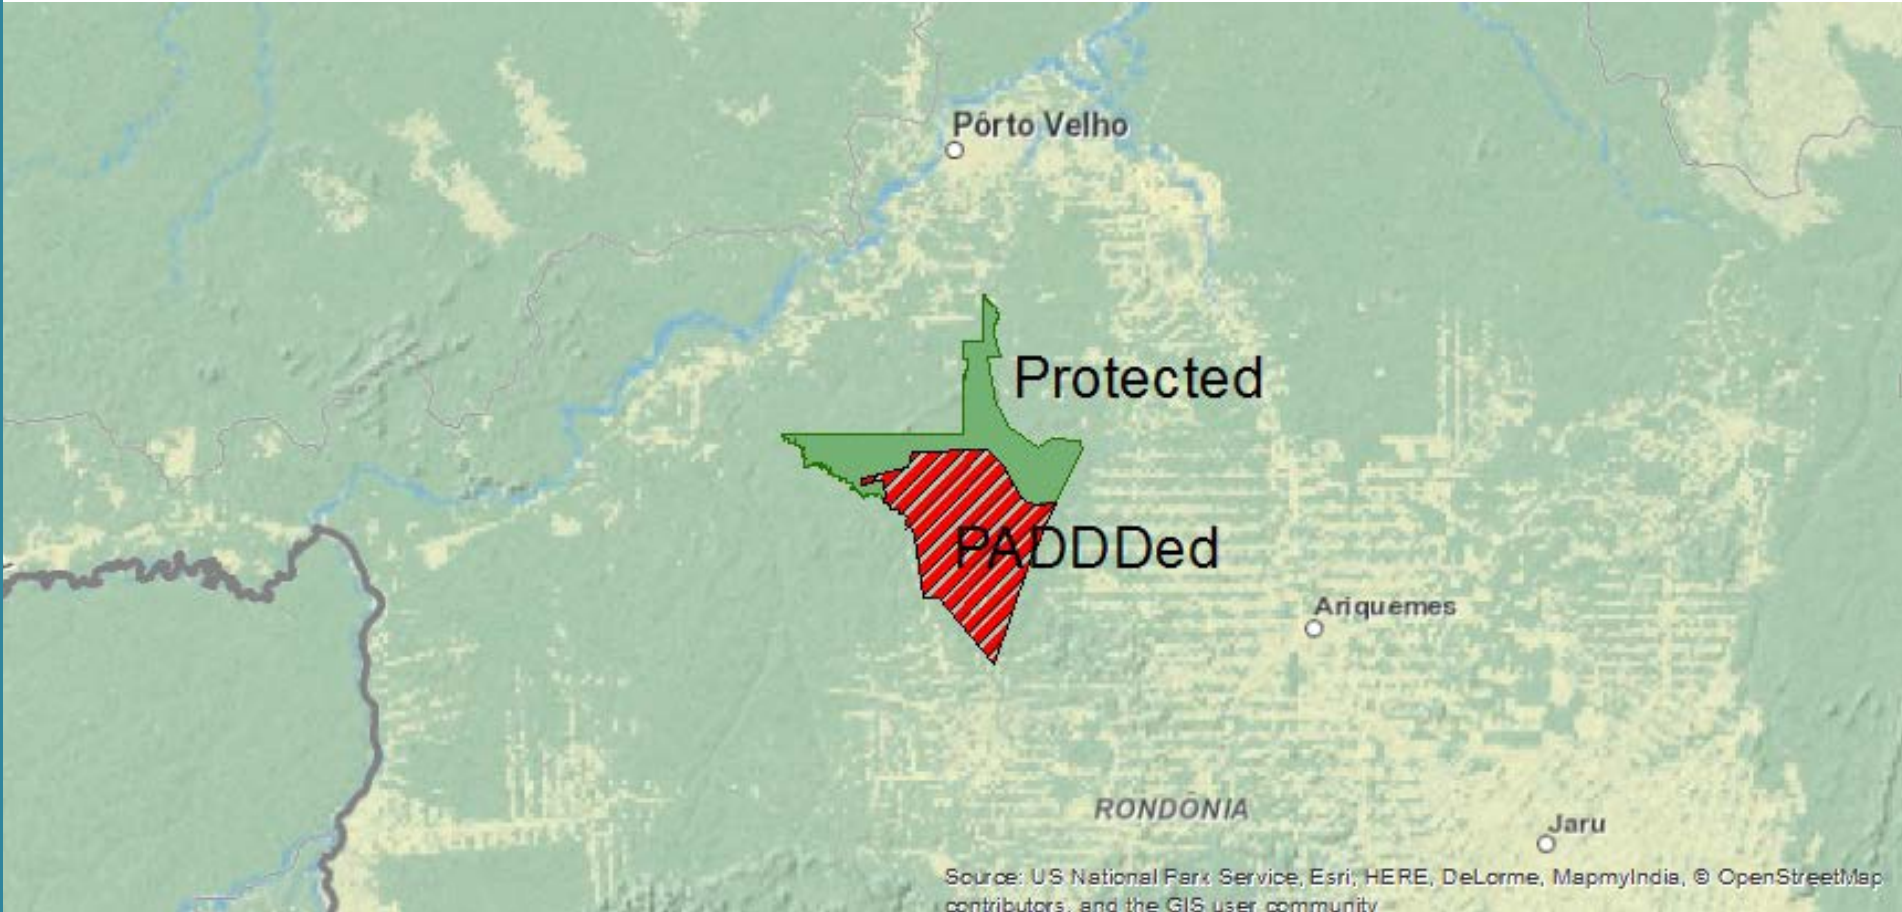 Pôrto Velho
Protected
PADDDed
Ariquemes
RONDÔNIA
Jaru
Source: US National Park Service, Esri, HERE, DeLorme, MapmyIndia, © OpenStreetMap
contributors, and the GIS user community